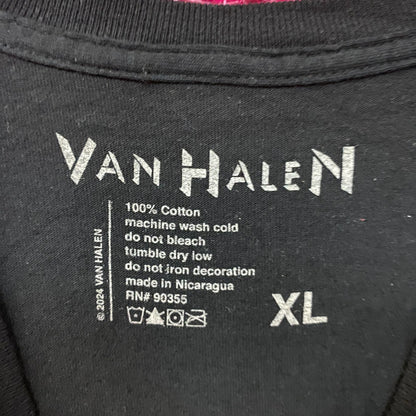 VAN HALEN
© 2024 VAN HALEN
100% Cotton
machine wash cold
do not bleach
tumble dry low
do not iron decoration
made in Nicaragua
RN# 90355
XL